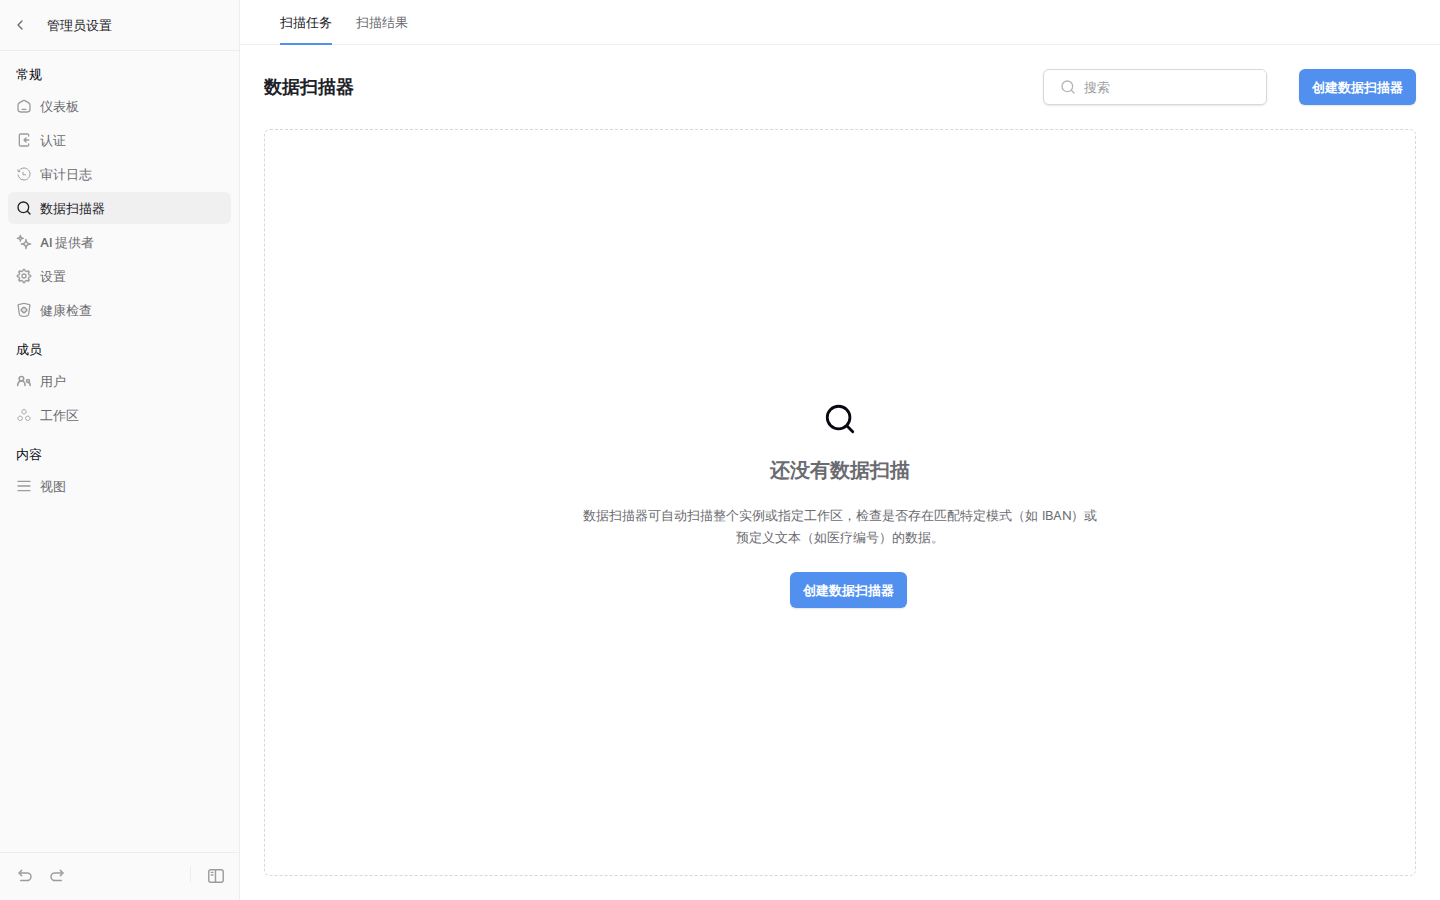 管理员设置
常规
仪表板
认证
审计日志
数据扫描器
AI 提供者
设置
健康检查
成员
用户
工作区
内容
视图
扫描任务
扫描结果
数据扫描器
搜索
创建数据扫描器
还没有数据扫描
数据扫描器可自动扫描整个实例或指定工作区，检查是否存在匹配特定模式（如 IBAN）或
预定义文本（如医疗编号）的数据。
创建数据扫描器